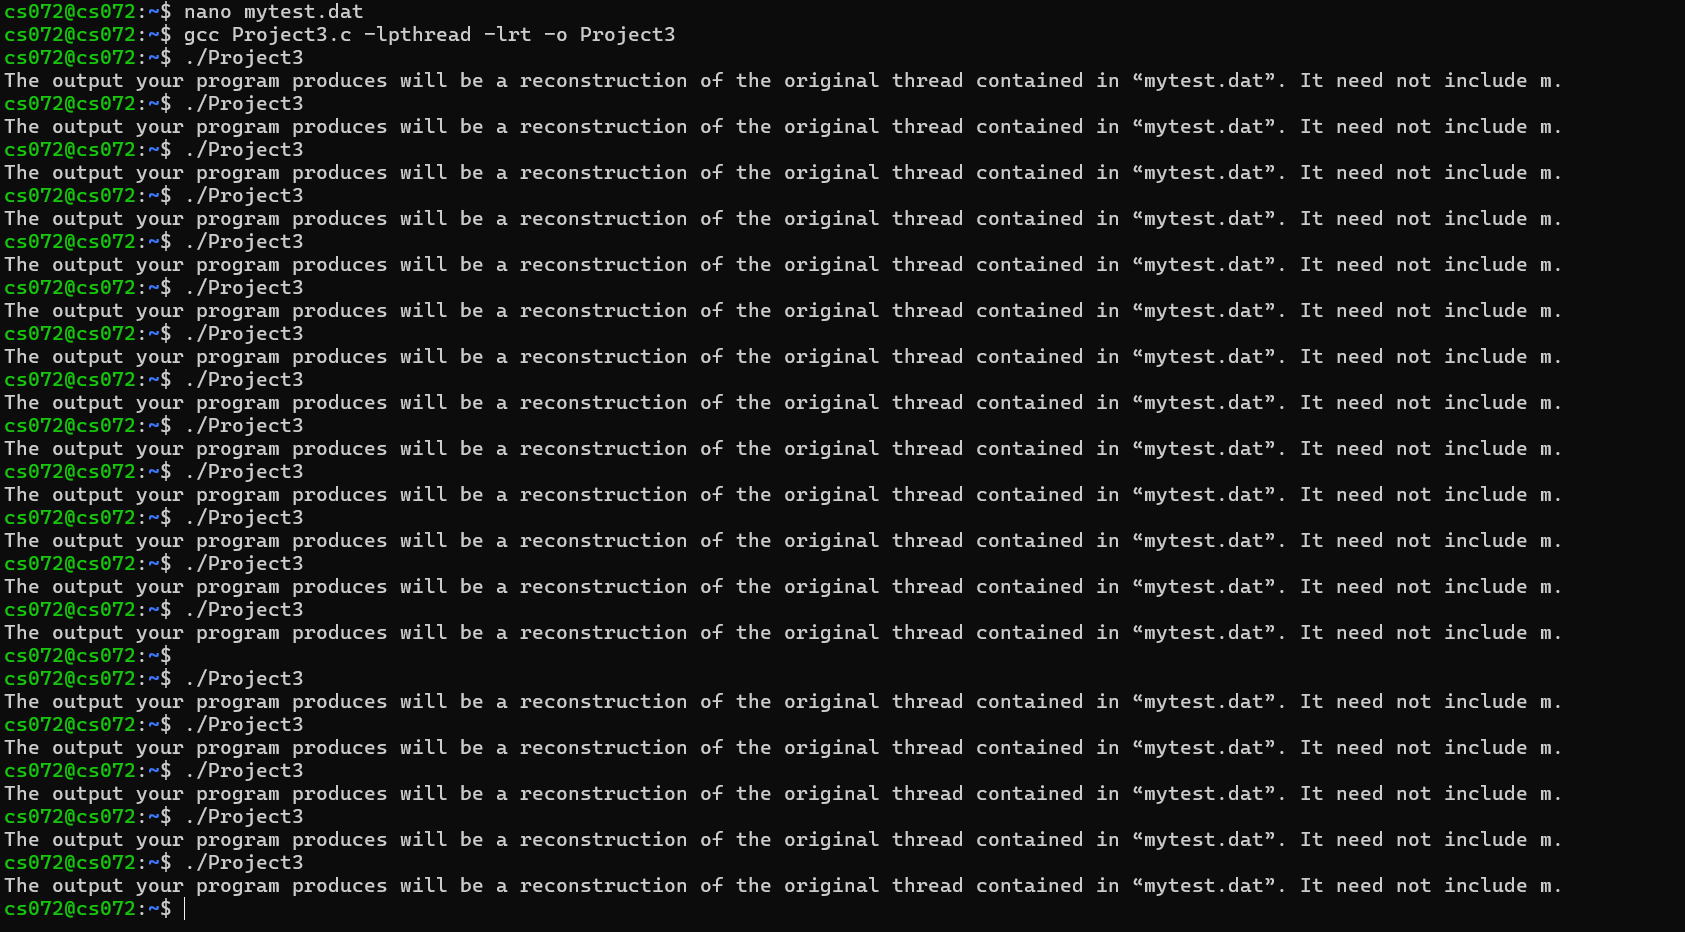 cs072@cs072:~$ nano mytest.dat
cs072@cs072:~$ gcc Project3.c -lpthread -lrt -o Project3
cs072@cs072:~$ ./Project3
The output your program produces will be a reconstruction of the original thread contained in “mytest.dat”. It need not include m.
cs072@cs072:~$ ./Project3
The output your program produces will be a reconstruction of the original thread contained in “mytest.dat”. It need not include m.
cs072@cs072:~$ ./Project3
The output your program produces will be a reconstruction of the original thread contained in “mytest.dat”. It need not include m.
cs072@cs072:~$ ./Project3
The output your program produces will be a reconstruction of the original thread contained in “mytest.dat”. It need not include m.
cs072@cs072:~$ ./Project3
The output your program produces will be a reconstruction of the original thread contained in “mytest.dat”. It need not include m.
cs072@cs072:~$ ./Project3
The output your program produces will be a reconstruction of the original thread contained in “mytest.dat”. It need not include m.
cs072@cs072:~$ ./Project3
The output your program produces will be a reconstruction of the original thread contained in “mytest.dat”. It need not include m.
cs072@cs072:~$ ./Project3
The output your program produces will be a reconstruction of the original thread contained in “mytest.dat”. It need not include m.
cs072@cs072:~$ ./Project3
The output your program produces will be a reconstruction of the original thread contained in “mytest.dat”. It need not include m.
cs072@cs072:~$ ./Project3
The output your program produces will be a reconstruction of the original thread contained in “mytest.dat”. It need not include m.
cs072@cs072:~$ ./Project3
The output your program produces will be a reconstruction of the original thread contained in “mytest.dat”. It need not include m.
cs072@cs072:~$ ./Project3
The output your program produces will be a reconstruction of the original thread contained in “mytest.dat”. It need not include m.
cs072@cs072:~$ ./Project3
The output your program produces will be a reconstruction of the original thread contained in “mytest.dat”. It need not include m.
cs072@cs072:~$
cs072@cs072:~$ ./Project3
The output your program produces will be a reconstruction of the original thread contained in “mytest.dat”. It need not include m.
cs072@cs072:~$ ./Project3
The output your program produces will be a reconstruction of the original thread contained in “mytest.dat”. It need not include m.
cs072@cs072:~$ ./Project3
The output your program produces will be a reconstruction of the original thread contained in “mytest.dat”. It need not include m.
cs072@cs072:~$ ./Project3
The output your program produces will be a reconstruction of the original thread contained in “mytest.dat”. It need not include m.
cs072@cs072:~$ ./Project3
The output your program produces will be a reconstruction of the original thread contained in “mytest.dat”. It need not include m.
cs072@cs072:~$